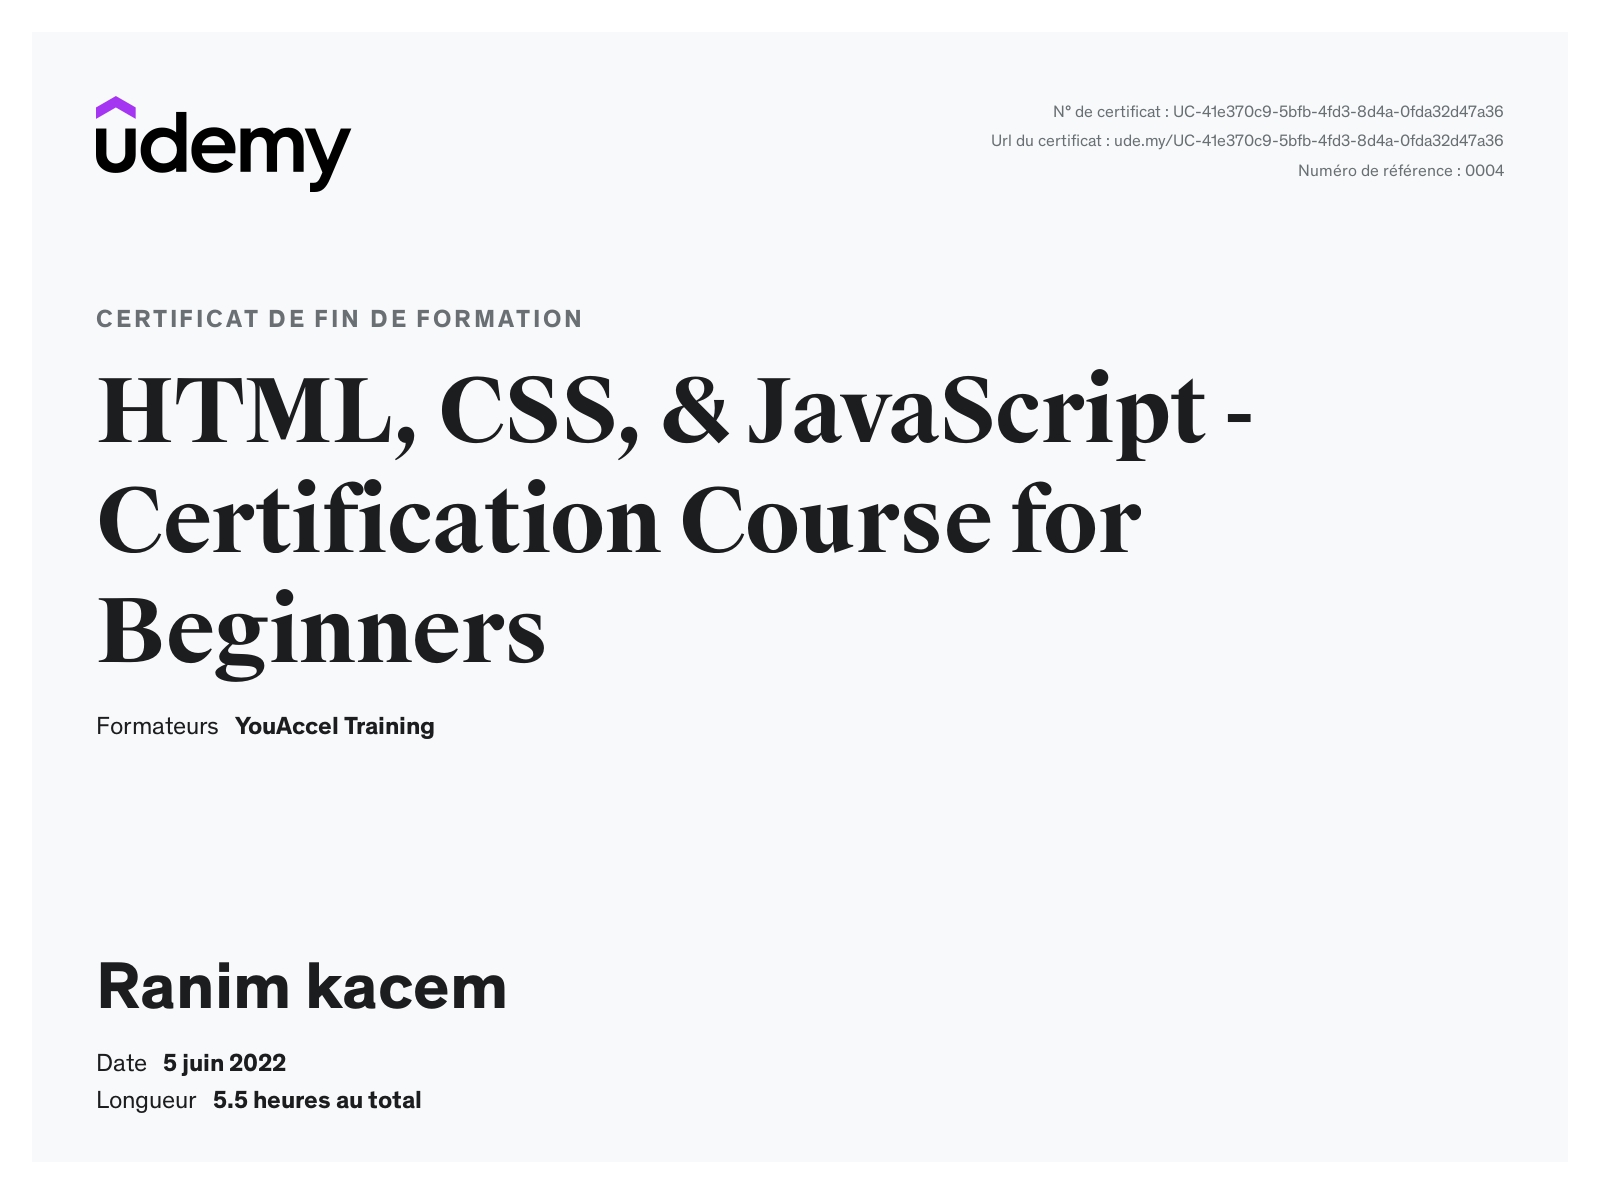 udemy
N° de certificat : UC-41e370c9-5bfb-4fd3-8d4a-0fda32d47a36
Url du certificat : ude.my/UC-41e370c9-5bfb-4fd3-8d4a-0fda32d47a36
Numéro de référence : 0004
CERTIFICAT DE FIN DE FORMATION
HTML, CSS, & JavaScript -
Certification Course for
Beginners
Formateurs YouAccel Training
Ranim kacem
Date 5 juin 2022
Longueur 5.5 heures au total